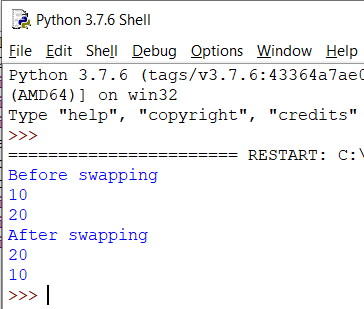 Python 3.7.6 Shell
File Edit Shell Debug Options Window Help
Python 3.7.6 (tags/v3.7.6:43364a7ae0
(AMD64)] on win32
Type "help", "copyright", "credits"
>>>
======================= RESTART: C:\
Before swapping
10
20
After swapping
20
10
>>>